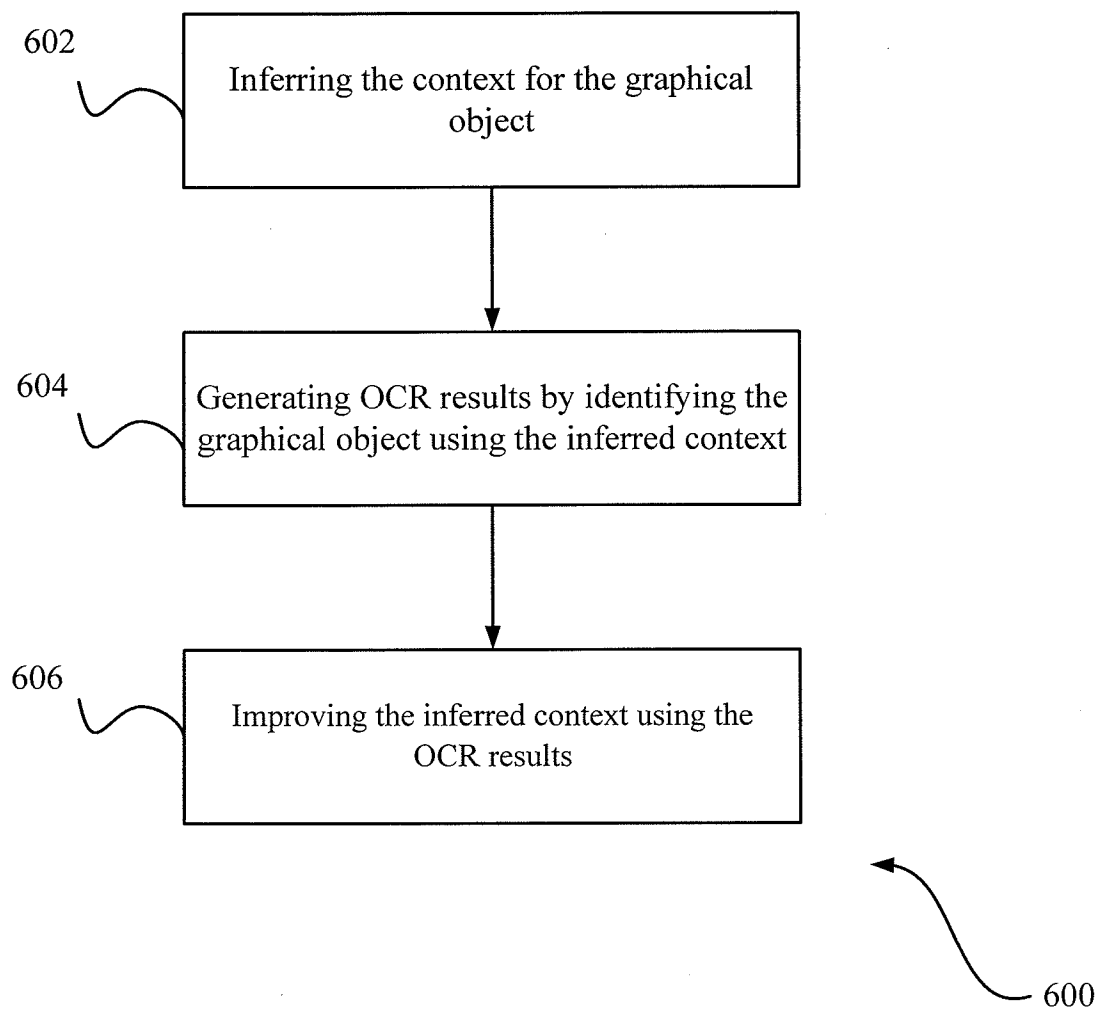 602
Inferring the context for the graphical
object
604
Generating OCR results by identifying the
graphical object using the inferred context
606
Improving the inferred context using the
OCR results
600